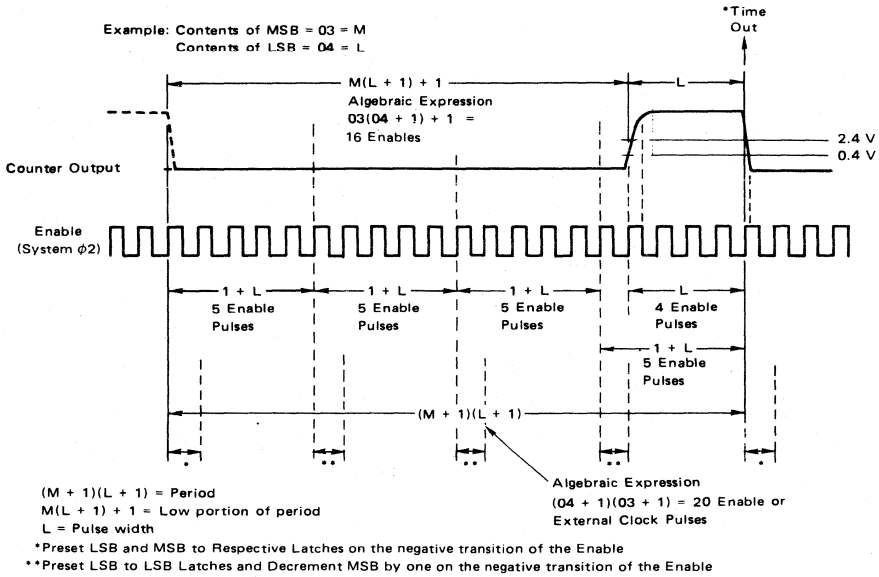 *Time
Out
Example: Contents of MSB = 03 = M
Contents of LSB = 04 = L
M(L + 1) + 1
L
Algebraic Expression
03(04 + 1) + 1 =
16 Enables
2.4 V
0.4 V
Counter Output
Enable
(System ϕ2)
1 + L
5 Enable
Pulses
1 + L
5 Enable
Pulses
1 + L
5 Enable
Pulses
L
4 Enable
Pulses
1 + L
5 Enable
Pulses
(M + 1)(L + 1)
*
**
**
**
*
Algebraic Expression
(04 + 1)(03 + 1) = 20 Enable or
External Clock Pulses
(M + 1)(L + 1) = Period
M(L + 1) + 1 = Low portion of period
L = Pulse width
*Preset LSB and MSB to Respective Latches on the negative transition of the Enable
**Preset LSB to LSB Latches and Decrement MSB by one on the negative transition of the Enable